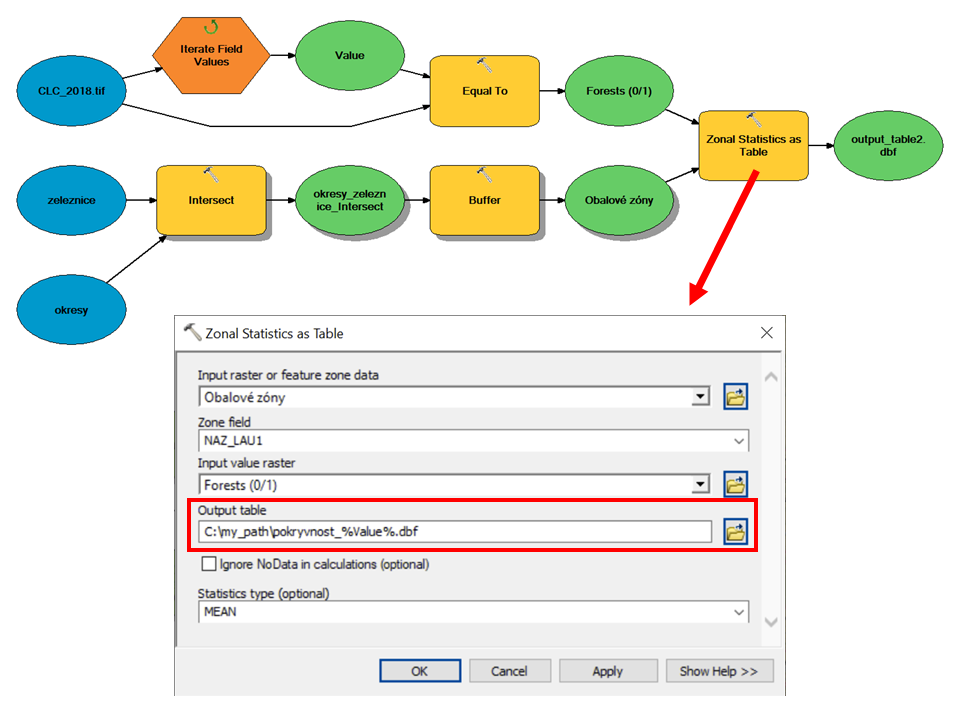 Iterate Field
Values
Value
CLC_2018.tif
Equal To
Forests (0/1)
Zonal Statistics as
Table
output_table2.
dbf
zeleznice
Intersect
okresy_zelezn
ice_Intersect
Buffer
Obalové zóny
okresy
Zonal Statistics as Table
Input raster or feature zone data
Obalové zóny
Zone field
NAZ_LAU1
Input value raster
Forests (0/1)
Output table
C:\my_path\pokryvnost_%Value%.dbf
Ignore NoData in calculations (optional)
Statistics type (optional)
MEAN
OK
Cancel
Apply
Show Help >>